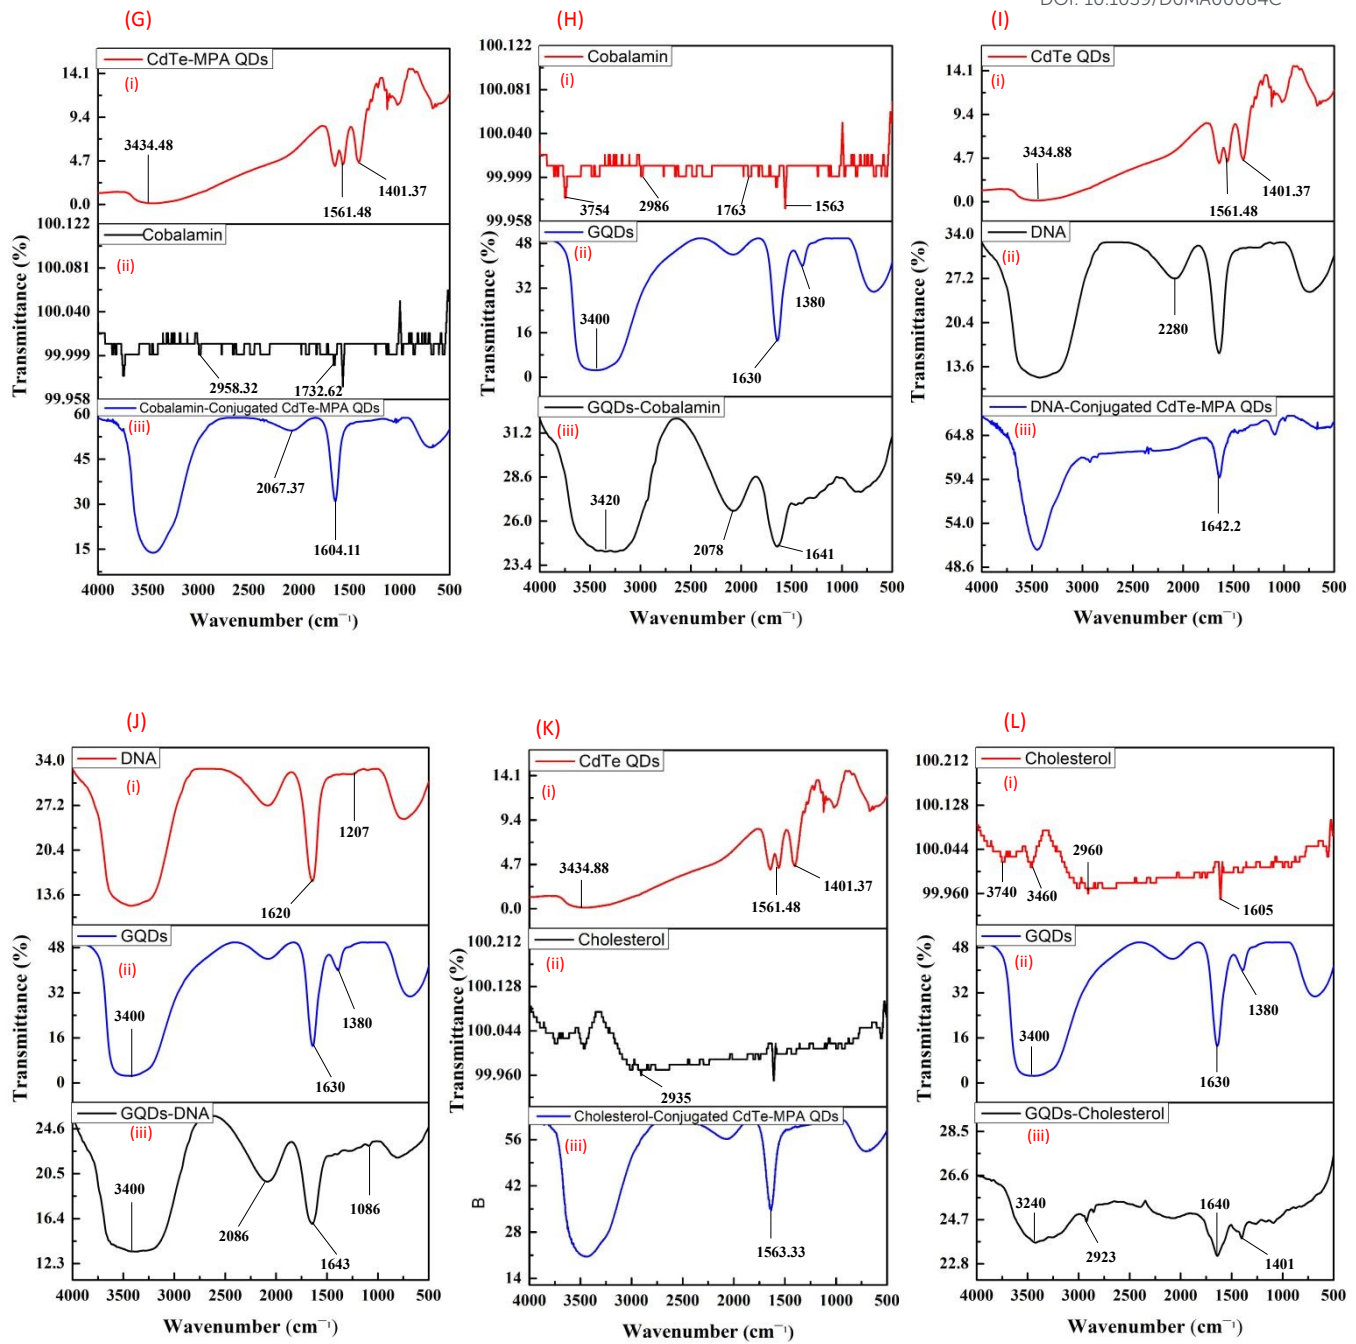 DOI: 10.1039/D6MA00084C
(G)
CdTe-MPA QDs
(i)
14.1
9.4
4.7
0.0
3434.48
1561.48
1401.37
100.122
100.081
100.040
99.999
99.958
Cobalamin
(ii)
2958.32
1732.62
60
45
30
15
Cobalamin-Conjugated CdTe-MPA QDs
(iii)
2067.37
1604.11
Transmittance (%)
4000 3500 3000 2500 2000 1500 1000 500
Wavenumber (cm⁻¹)
(H)
100.122
100.081
100.040
99.999
99.958
Cobalamin
(i)
3754
2986
1763
1563
48
32
16
0
GQDs
(ii)
3400
1630
1380
31.2
28.6
26.0
23.4
GQDs-Cobalamin
(iii)
3420
2078
1641
Transmittance (%)
4000 3500 3000 2500 2000 1500 1000 500
Wavenumber (cm⁻¹)
(I)
CdTe QDs
(i)
14.1
9.4
4.7
0.0
3434.88
1561.48
1401.37
34.0
27.2
20.4
13.6
DNA
(ii)
2280
64.8
59.4
54.0
48.6
DNA-Conjugated CdTe-MPA QDs
(iii)
1642.2
Transmittance (%)
4000 3500 3000 2500 2000 1500 1000 500
Wavenumber (cm⁻¹)
(J)
34.0
27.2
20.4
13.6
DNA
(i)
1207
1620
48
32
16
0
GQDs
(ii)
3400
1630
1380
24.6
20.5
16.4
12.3
GQDs-DNA
(iii)
3400
2086
1643
1086
Transmittance (%)
4000 3500 3000 2500 2000 1500 1000 500
Wavenumber (cm⁻¹)
(K)
CdTe QDs
(i)
14.1
9.4
4.7
0.0
3434.88
1561.48
1401.37
100.212
100.128
100.044
99.960
Cholesterol
(ii)
2935
56
42
28
14
Cholesterol-Conjugated CdTe-MPA QDs
(iii)
1563.33
B
Transmittance (%)
4000 3500 3000 2500 2000 1500 1000 500
Wavenumber (cm⁻¹)
(L)
100.212
100.128
100.044
99.960
Cholesterol
(i)
3740
3460
2960
1605
48
32
16
0
GQDs
(ii)
3400
1630
1380
28.5
26.6
24.7
22.8
GQDs-Cholesterol
(iii)
3240
2923
1640
1401
Transmittance (%)
4000 3500 3000 2500 2000 1500 1000 500
Wavenumber (cm⁻¹)